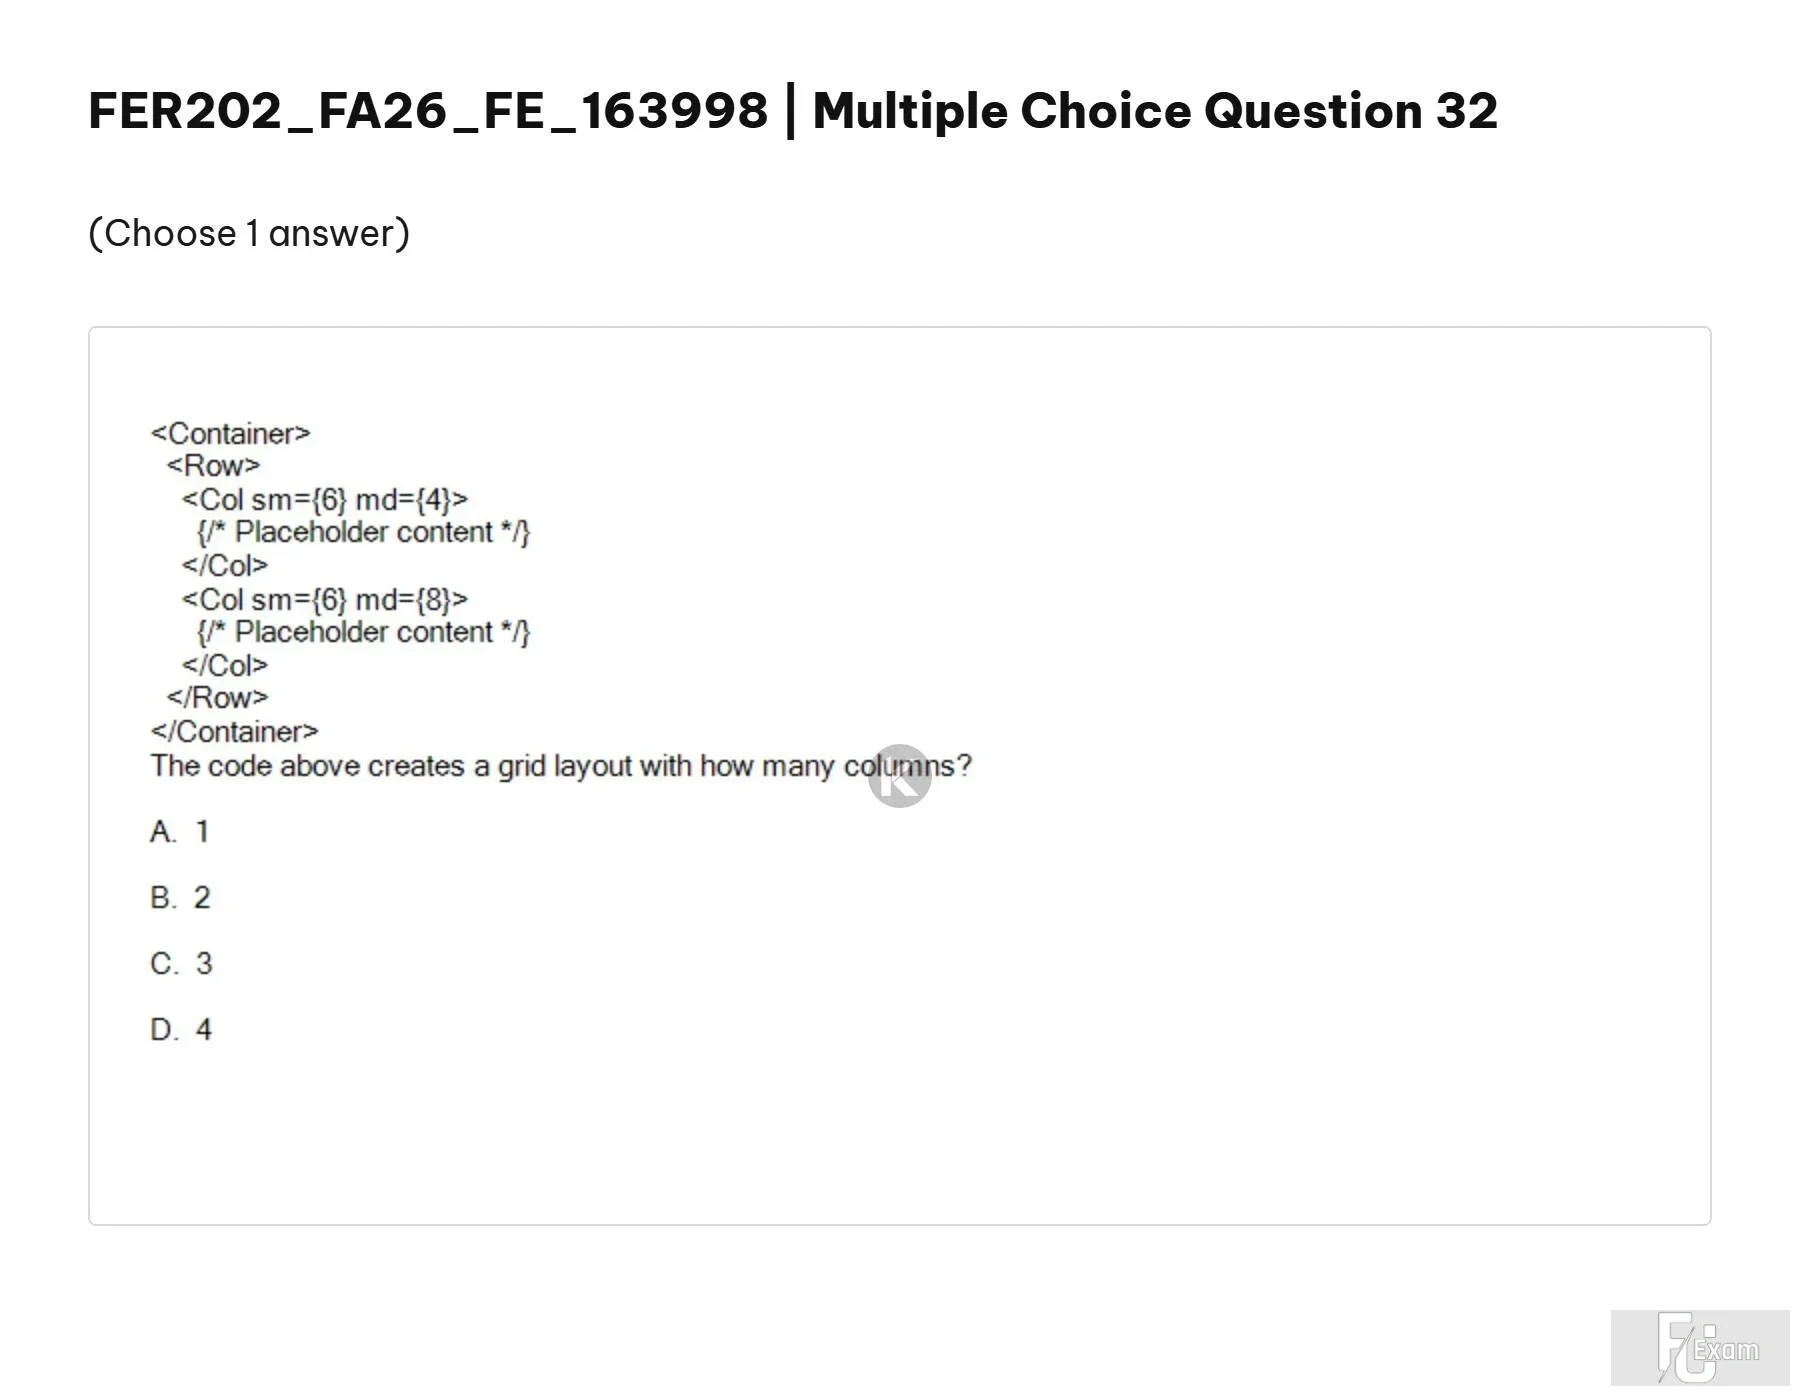 FER202_FA26_FE_163998 | Multiple Choice Question 32
(Choose 1 answer)
<Container>
<Row>
<Col sm={6} md={4}>
{/* Placeholder content */}
</Col>
<Col sm={6} md={8}>
{/* Placeholder content */}
</Col>
</Row>
</Container>
The code above creates a grid layout with how many columns?
A. 1
B. 2
C. 3
D. 4
K
FU Exam